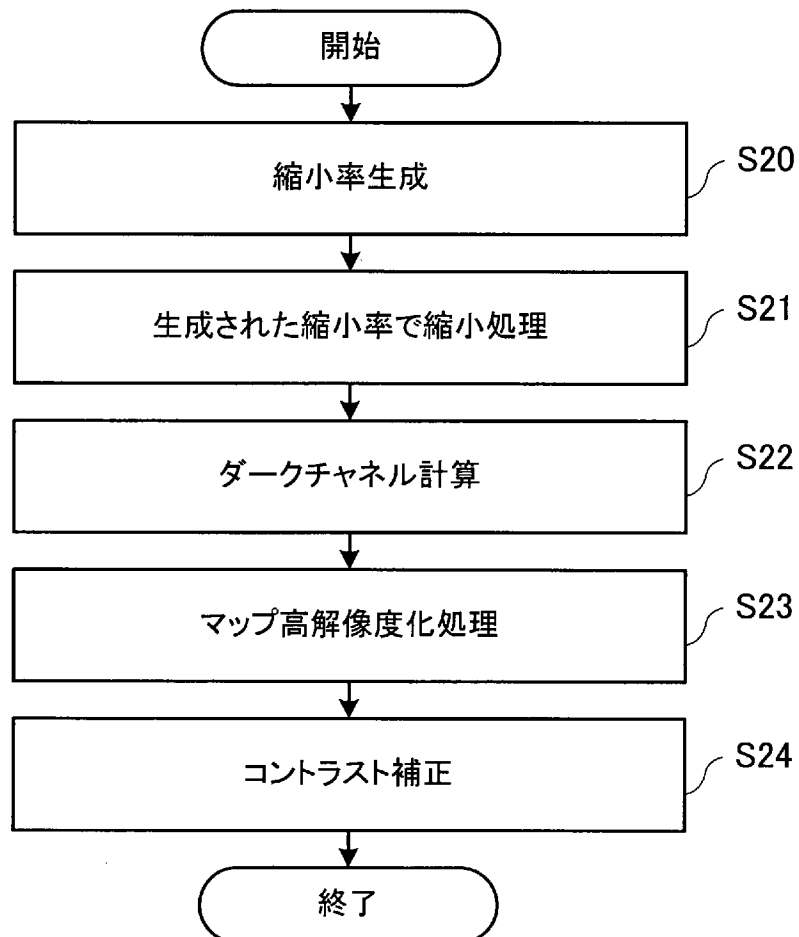 開始
縮小率生成
S20
生成された縮小率で縮小処理
S21
ダークチャネル計算
S22
マップ高解像度化処理
S23
コントラスト補正
S24
終了